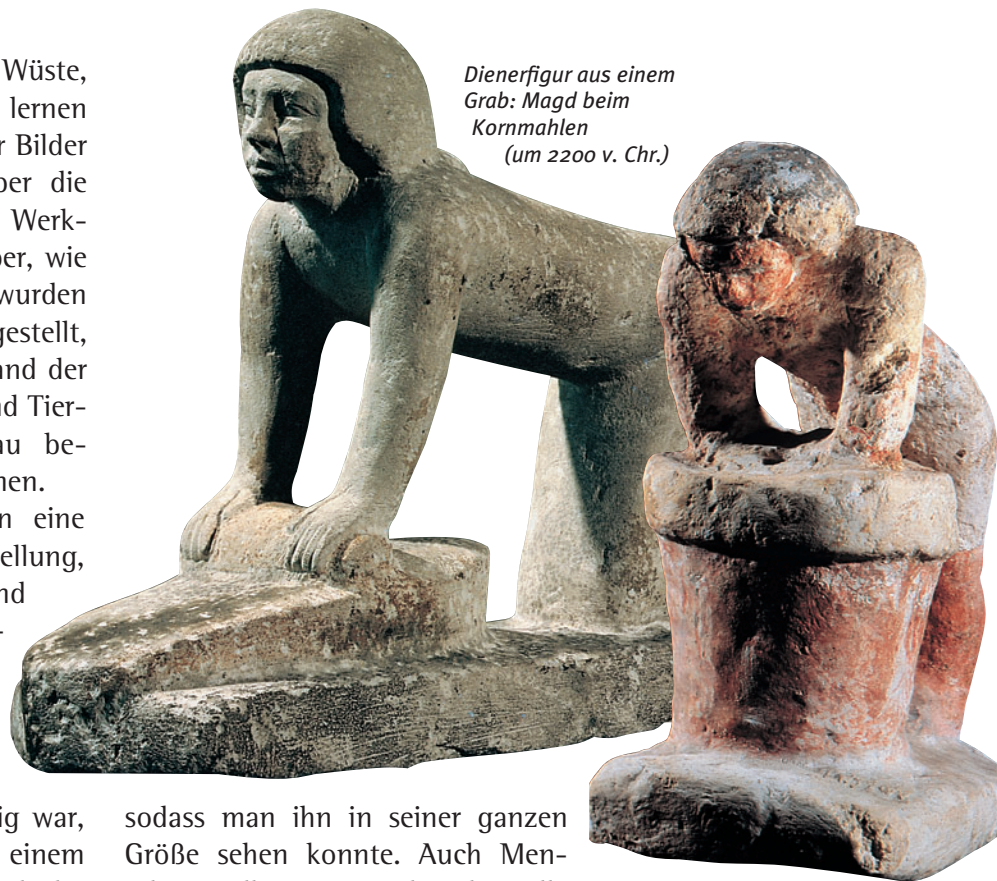 Wüste,
lernen
r Bilder
ber die
Werk-
ber, wie
wurden
gestellt,
nnd der
nd Tier-
nu be-
nen.
n eine
ellung,
nd
-
ig war,
einem
Dienerfigur aus einem
Grab: Magd beim
Kornmahlen
(um 2200 v. Chr.)
sodass man ihn in seiner ganzen
Größe sehen konnte. Auch Men-